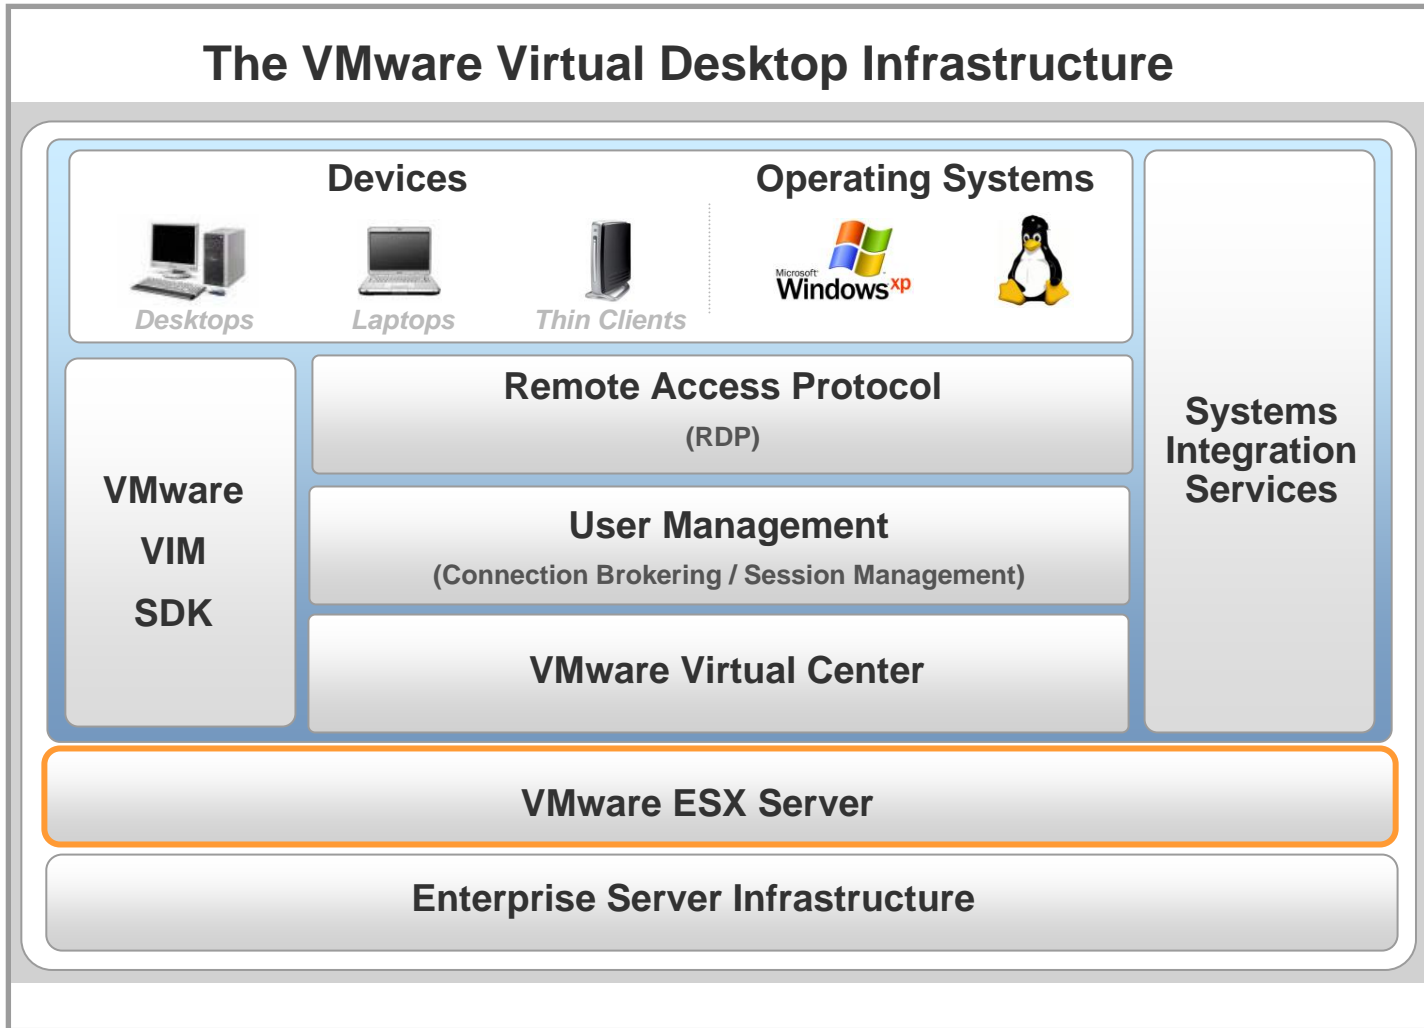 The VMware Virtual Desktop Infrastructure
Devices
Operating Systems
Microsoft
Windows xp
Desktops
Laptops
Thin Clients
Remote Access Protocol
(RDP)
VMware
VIM
SDK
User Management
(Connection Brokering / Session Management)
VMware Virtual Center
Systems
Integration
Services
VMware ESX Server
Enterprise Server Infrastructure